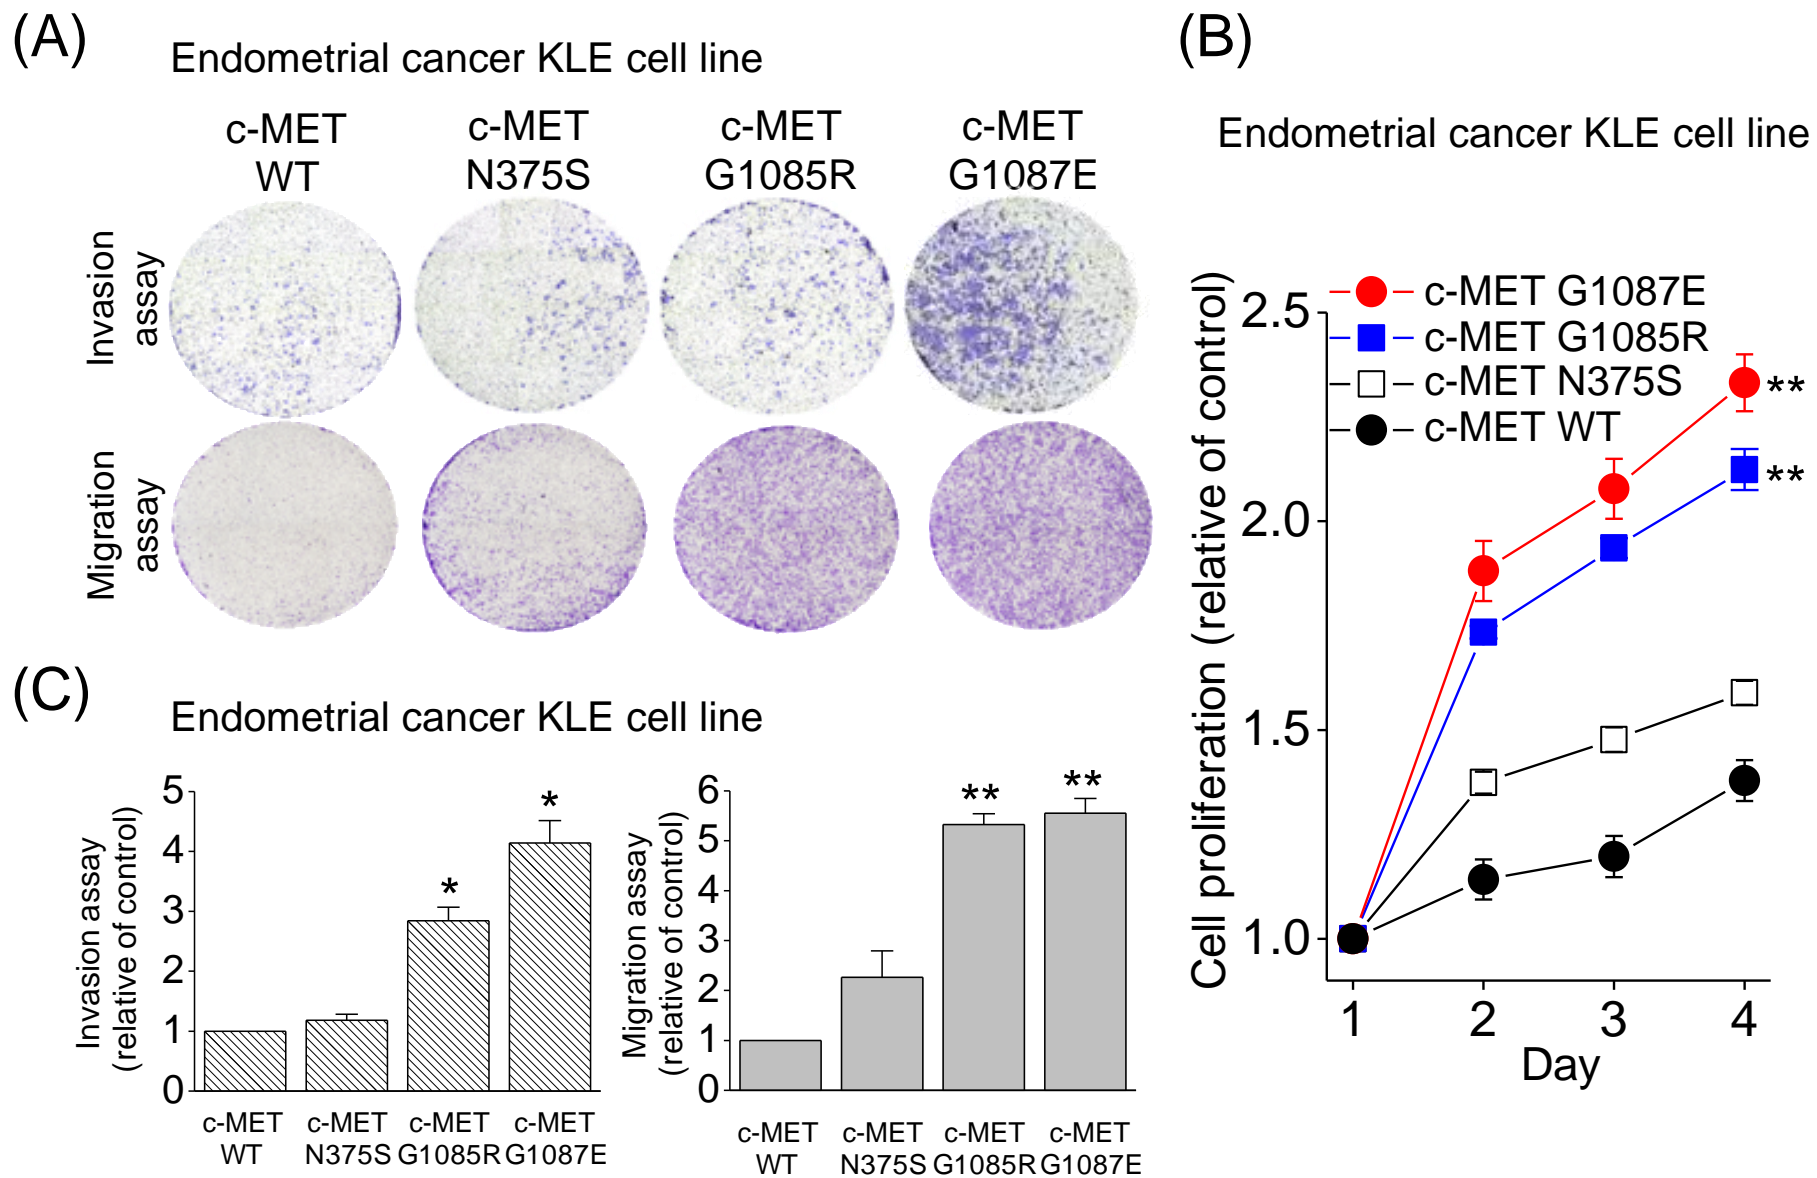 (A)
Endometrial cancer KLE cell line
c-MET
WT
c-MET
N375S
c-MET
G1085R
c-MET
G1087E
Invasion
assay
Migration
assay
(B)
Endometrial cancer KLE cell line
Cell proliferation (relative of control)
2.5
2.0
1.5
1.0
c-MET G1087E
c-MET G1085R
c-MET N375S
c-MET WT
**
**
1 2 3 4
Day
(C)
Endometrial cancer KLE cell line
Invasion assay
(relative of control)
5
4
3
2
1
0
*
*
c-MET
WT
c-MET
N375S
c-MET
G1085R
c-MET
G1087E
Migration assay
(relative of control)
6
5
4
3
2
1
0
**
**
c-MET
WT
c-MET
N375S
c-MET
G1085R
c-MET
G1087E